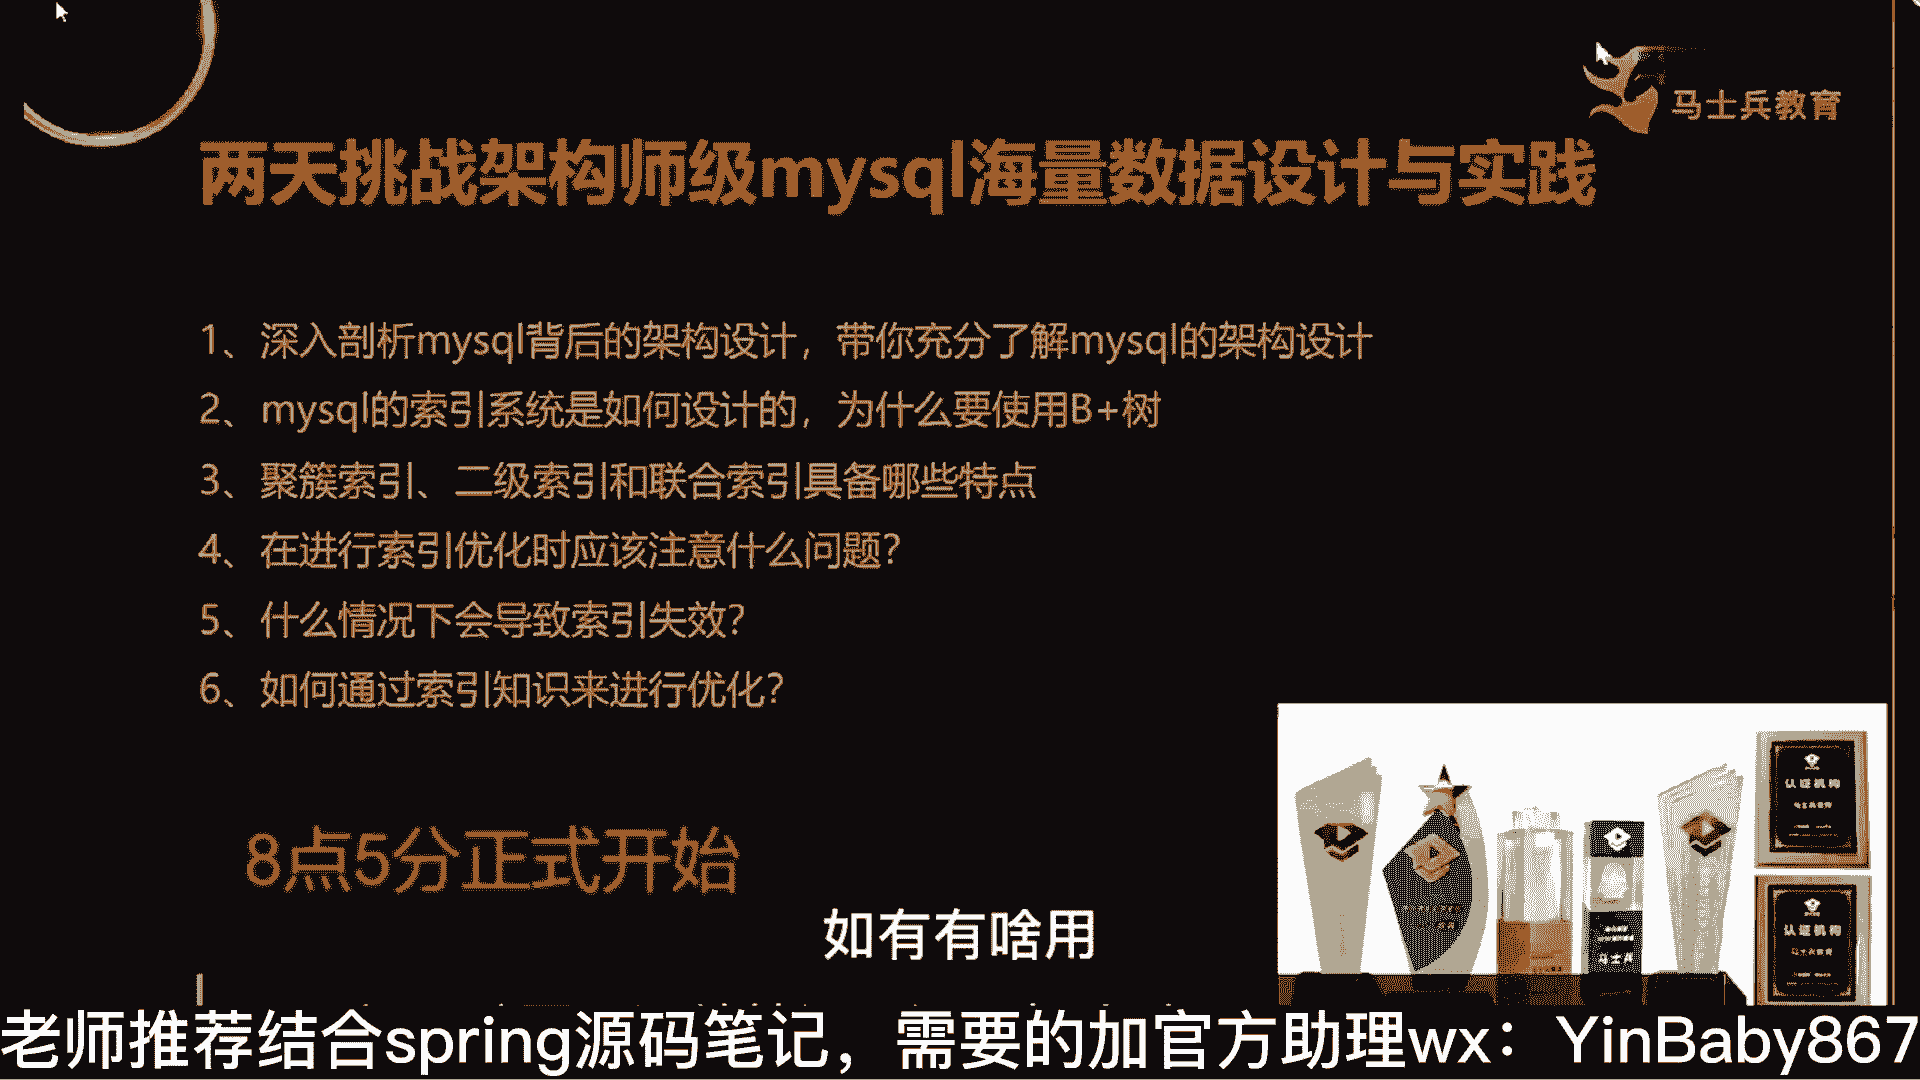 马士兵教育
两天挑战架构师级mysql海量数据设计与实践
1、深入剖析mysql背后的架构设计，带你充分了解mysql的架构设计
2、mysql的索引系统是如何设计的，为什么要使用B+树
3、聚簇索引、二级索引和联合索引具备哪些特点
4、在进行索引优化时应该注意什么问题?
5、什么情况下会导致索引失效?
6、如何通过索引知识来进行优化?
8点5分正式开始
认证机构
认证机构
马士兵教育
马士兵
如有有啥用
老师推荐结合spring源码笔记，需要的加官方助理wx：YinBaby867